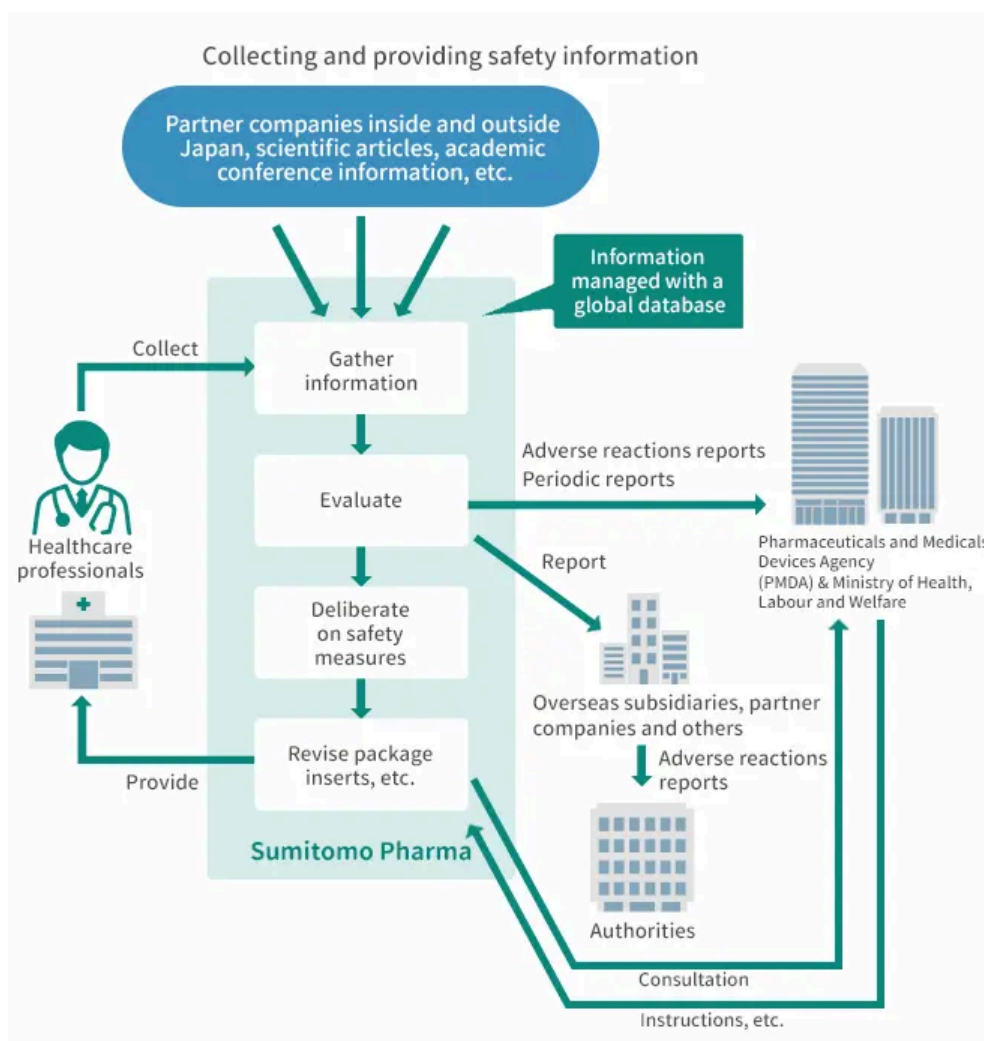 Collecting and providing safety information
Partner companies inside and outside
Japan, scientific articles, academic
conference information, etc.
Information
managed with a
global database
Collect
Gather
information
Adverse reactions reports
Periodic reports
Evaluate
Healthcare
professionals
Report
Pharmaceuticals and Medicals
Devices Agency
(PMDA) & Ministry of Health,
Labour and Welfare
Deliberate
on safety
measures
Overseas subsidiaries, partner
companies and others
Revise package
inserts, etc.
Provide
Adverse reactions
reports
Sumitomo Pharma
Authorities
Consultation
Instructions, etc.